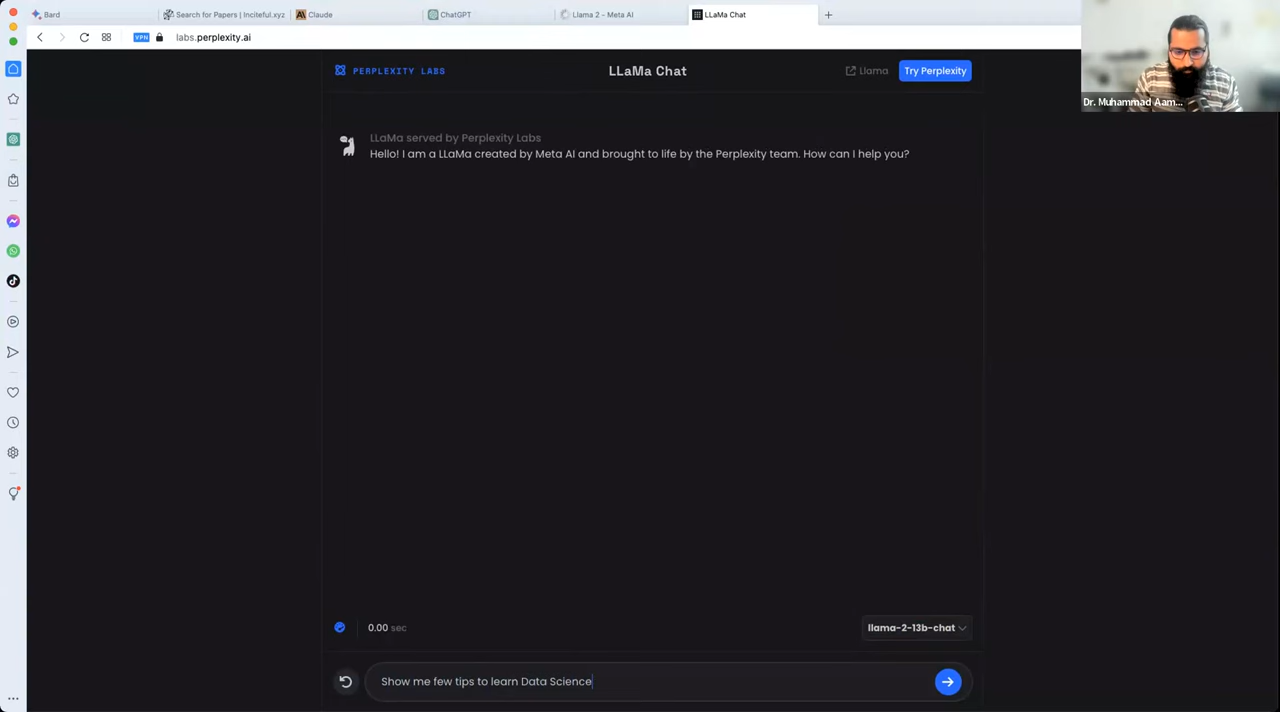 Bard
Search for Papers | Inciteful.xyz
Claude
ChatGPT
Llama 2 - Meta AI
LLaMa Chat
VPN
labs.perplexity.ai
PERPLEXITY LABS
LLaMa Chat
Llama
Try Perplexity
Dr. Muhammad Aam...
LLaMa served by Perplexity Labs
Hello! I am a LLaMa created by Meta AI and brought to life by the Perplexity team. How can I help you?
0.00 sec
llama-2-13b-chat
Show me few tips to learn Data Science